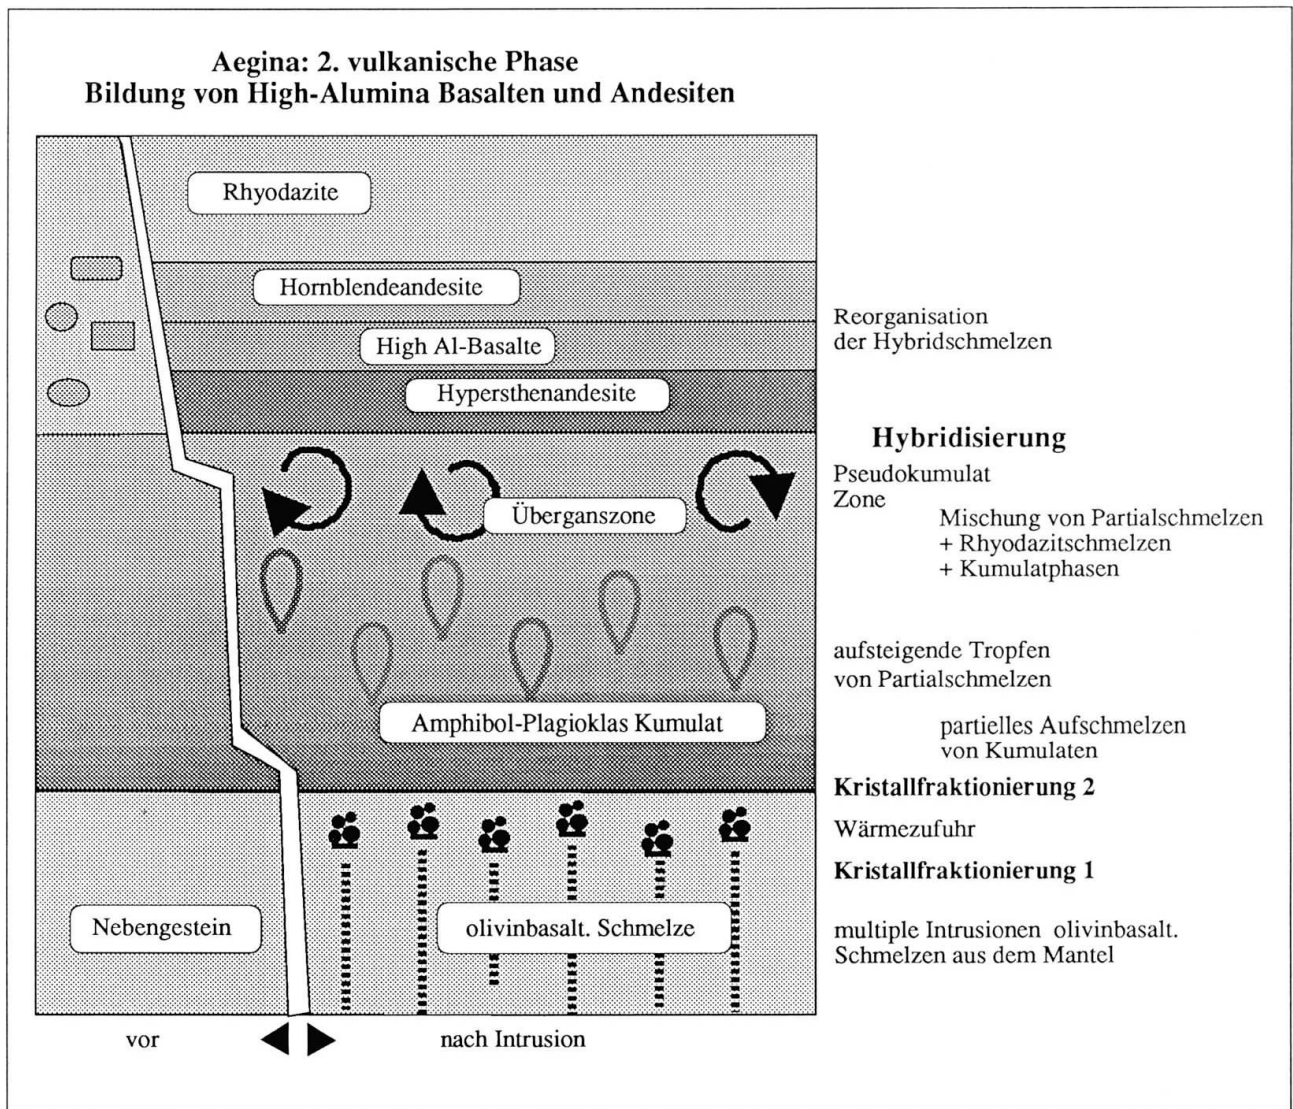 Aegina: 2. vulkanische Phase
Bildung von High-Alumina Basalten und Andesiten
Rhyodazite
Hornblendeandesite
High Al-Basalte
Hypersthenandesite
Reorganisation
der Hybridschmelzen
Hybridisierung
Pseudokumulat
Zone
Überganszone
Mischung von Partialschmelzen
+ Rhyodazitschmelzen
+ Kumulatphasen
aufsteigende Tropfen
von Partialschmelzen
Amphibol-Plagioklas Kumulat
partielles Aufschmelzen
von Kumulaten
Kristallfraktionierung 2
Wärmezufuhr
Kristallfraktionierung 1
Nebengestein
olivinbasalt. Schmelze
multiple Intrusionen olivinbasalt.
Schmelzen aus dem Mantel
vor
nach Intrusion